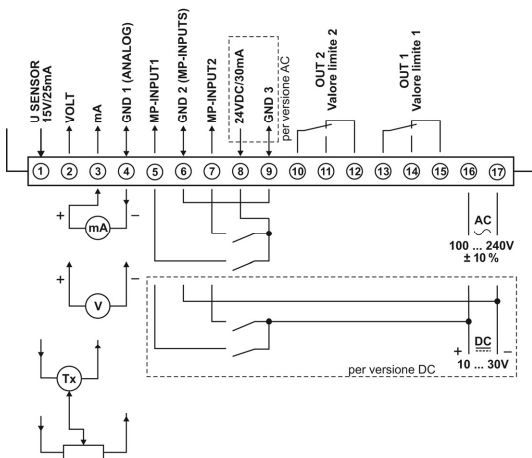 U SENSOR
15V/25mA
VOLT
mA
GND 1 (ANALOG)
MP-INPUT1
GND 2 (MP-INPUTS)
MP-INPUT2
24VDC/30mA
GND 3
per versione AC
OUT 2
Valore limite 2
OUT 1
Valore limite 1
1 2 3 4 5 6 7 8 9 10 11 12 13 14 15 16 17
+ mA −
AC
100 ... 240V
± 10 %
+ V −
Tx
+ DC −
10 ... 30V
per versione DC